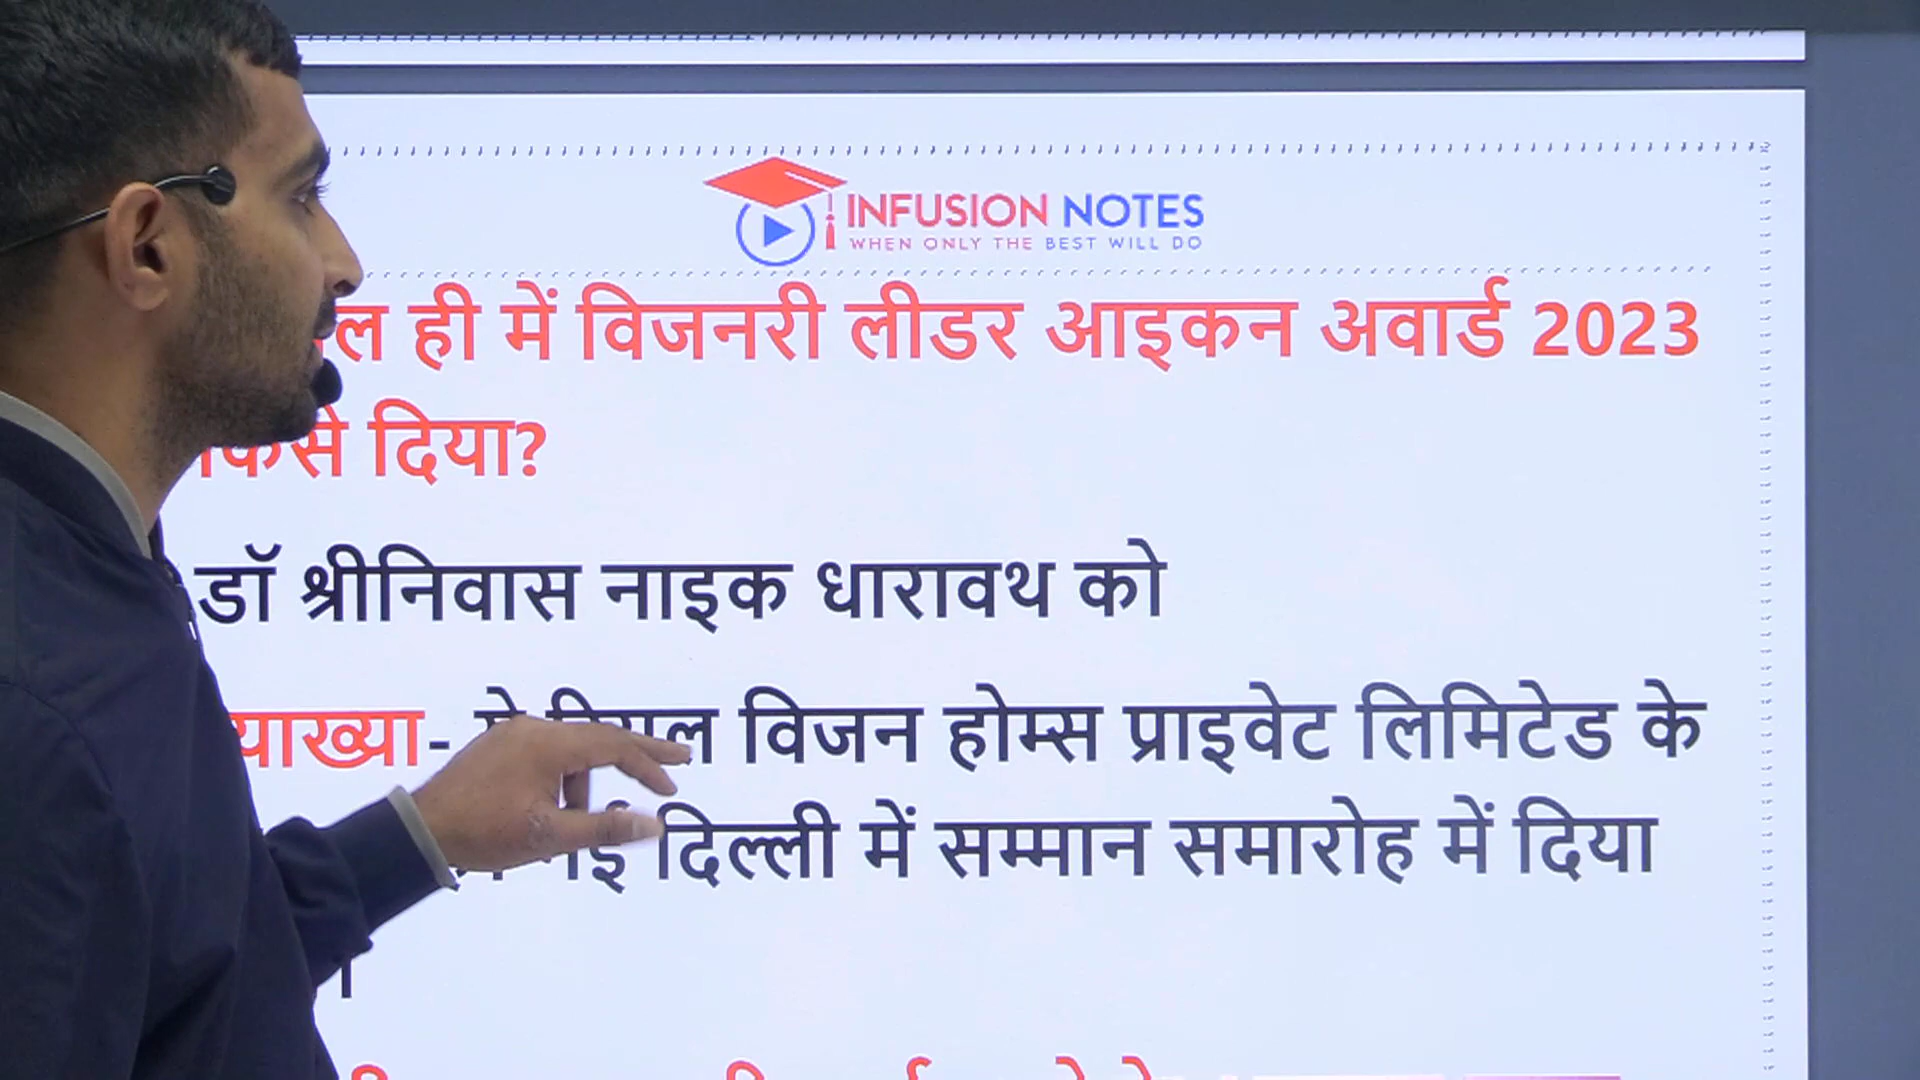 INFUSION NOTES
WHEN ONLY THE BEST WILL DO
ही में विजनरी लीडर आइकन अवार्ड 2023
दिया?
डॉ श्रीनिवास नाइक धारावथ को
विजन होम्स प्राइवेट लिमिटेड के
दिल्ली में सम्मान समारोह में दिया